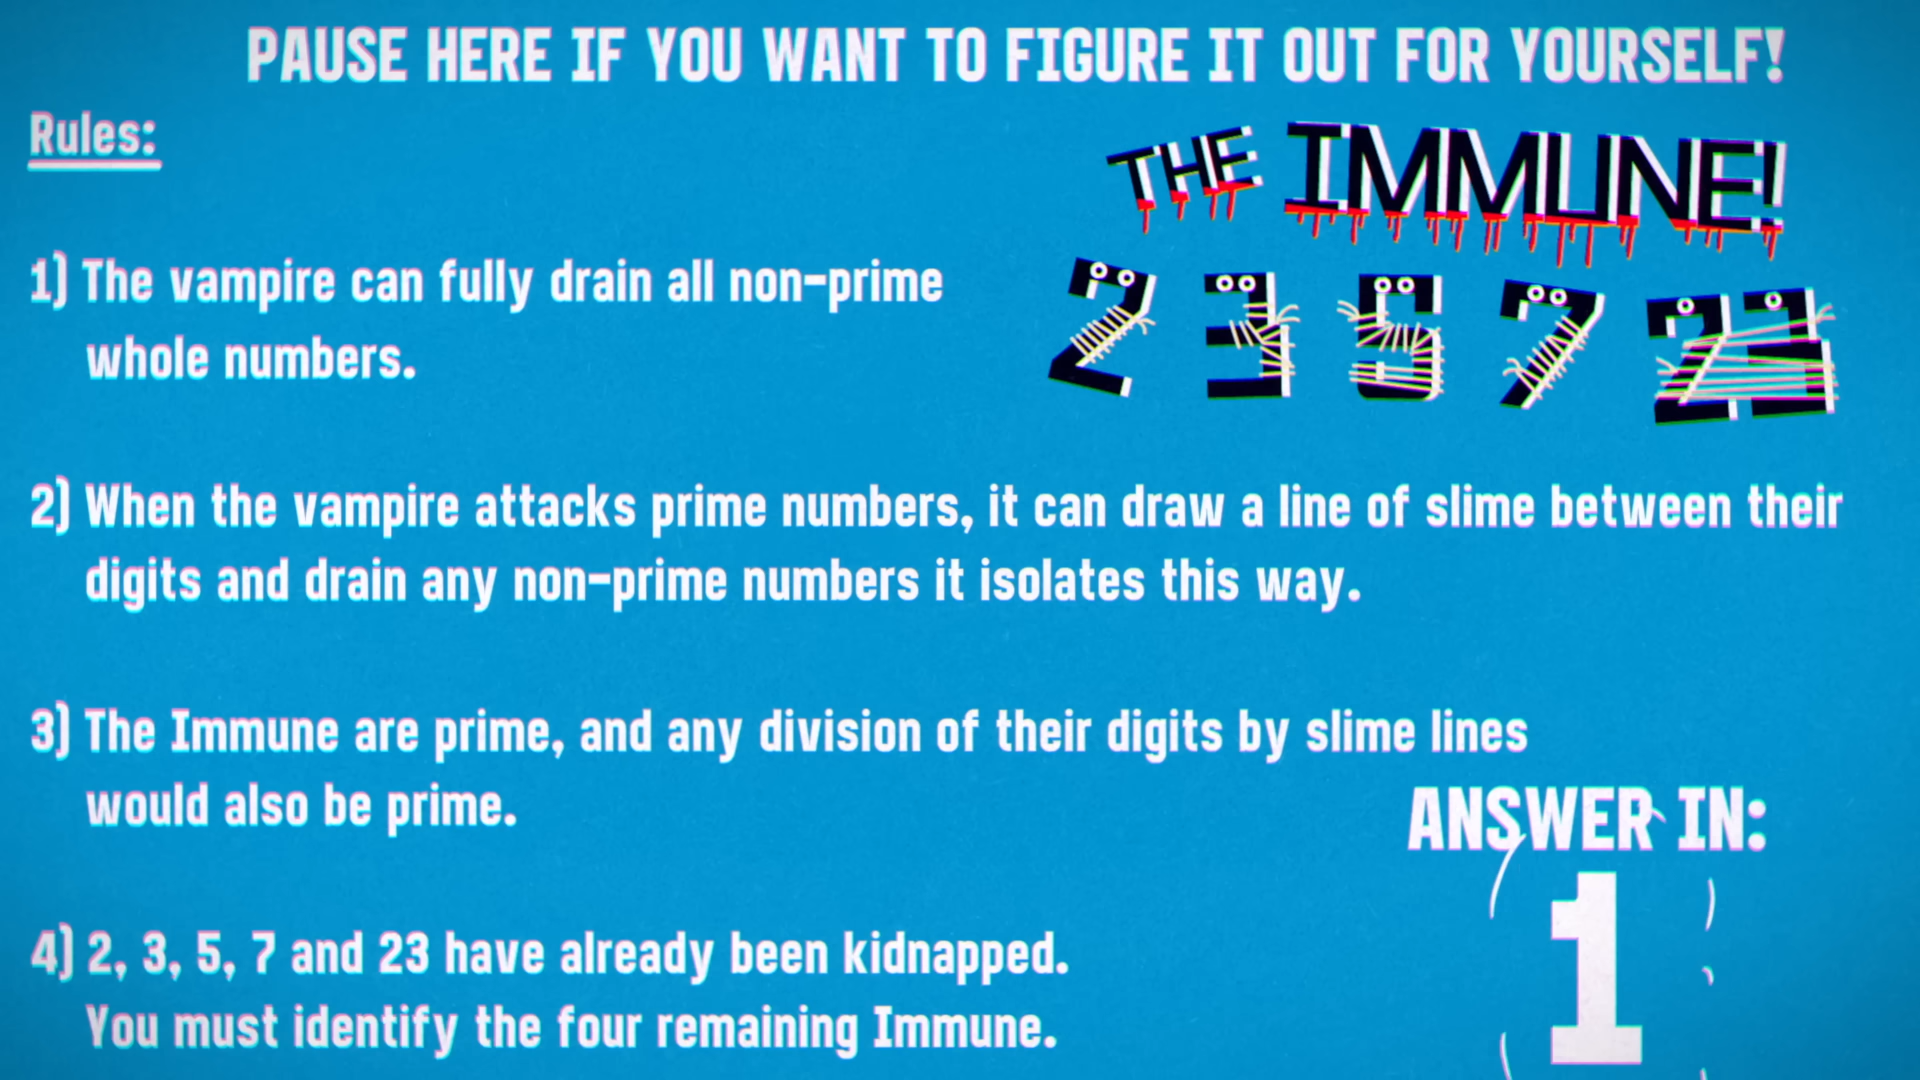 PAUSE HERE IF YOU WANT TO FIGURE IT OUT FOR YOURSELF!
Rules:
THE IMMUNE!
2 3 5 7 23
1) The vampire can fully drain all non-prime
whole numbers.
2) When the vampire attacks prime numbers, it can draw a line of slime between their
digits and drain any non-prime numbers it isolates this way.
3) The Immune are prime, and any division of their digits by slime lines
would also be prime.
ANSWER IN:
1
4) 2, 3, 5, 7 and 23 have already been kidnapped.
You must identify the four remaining Immune.